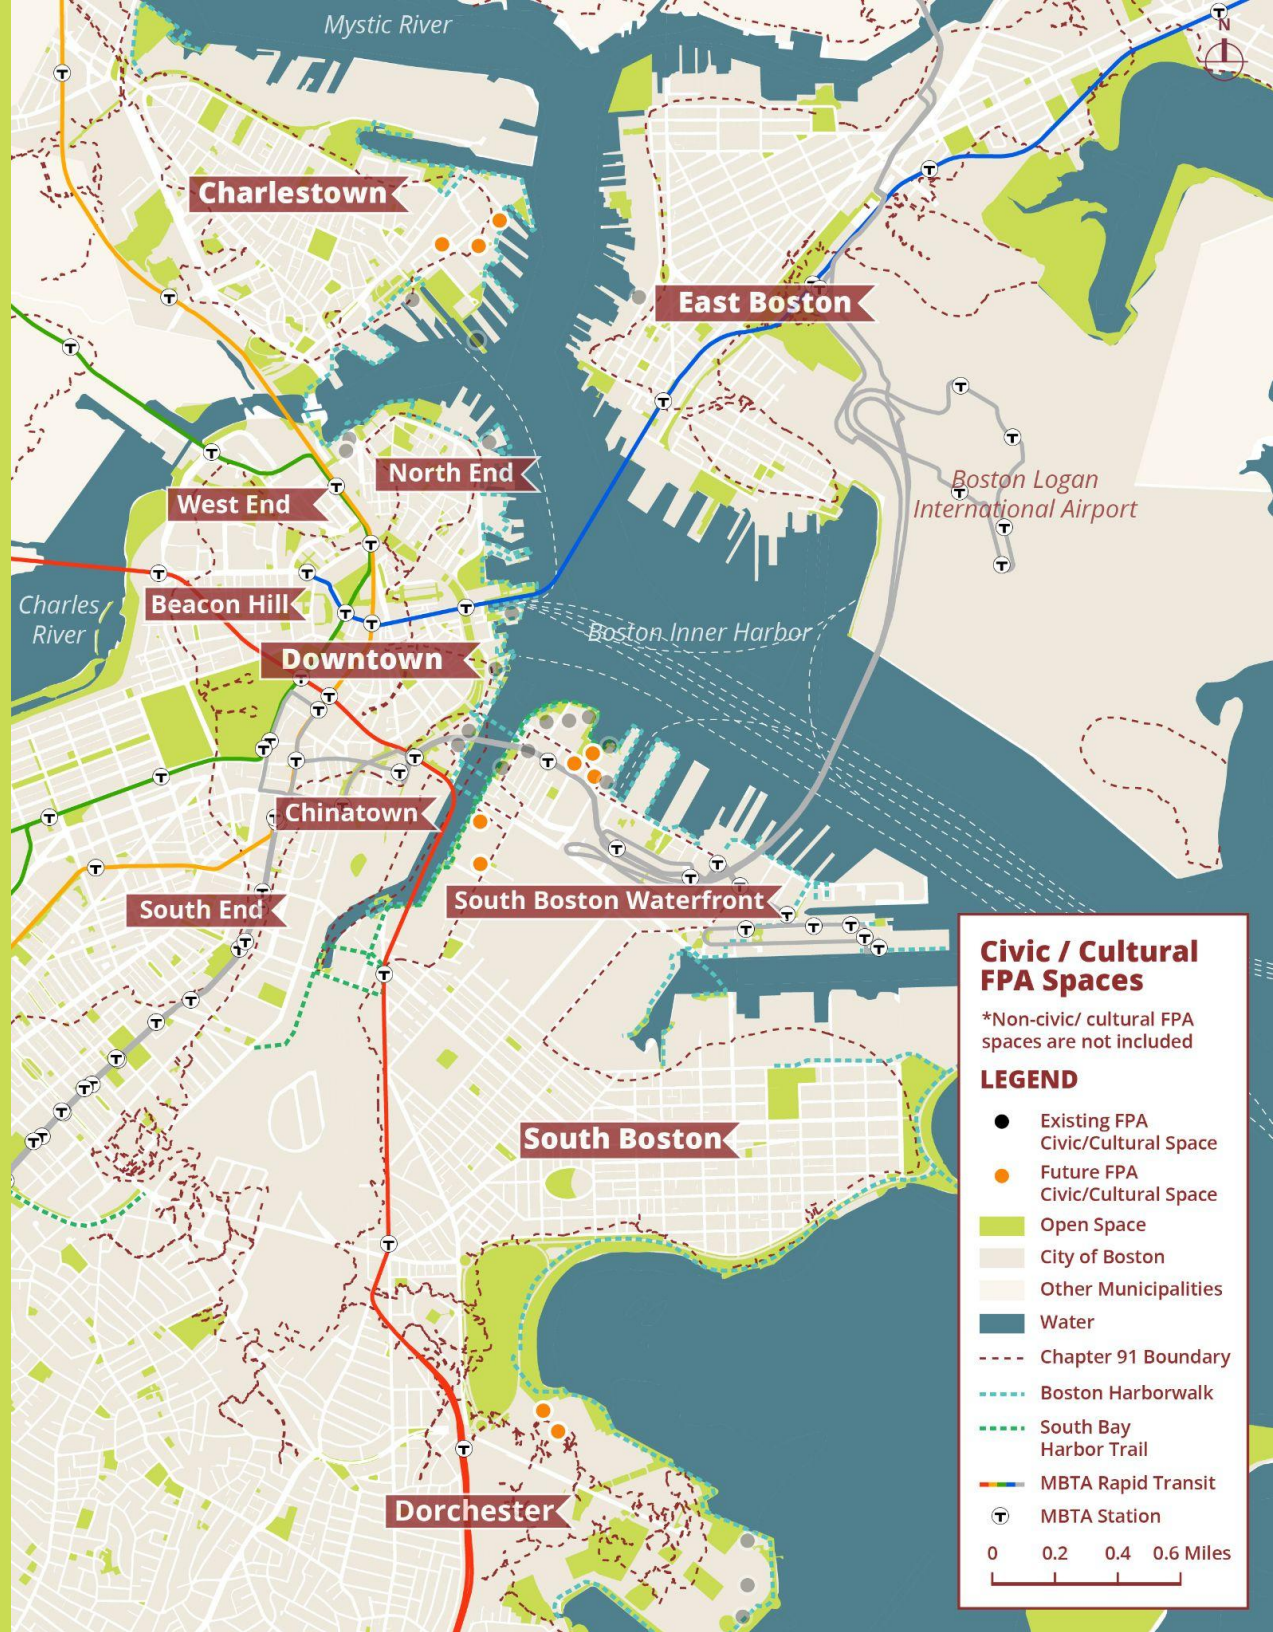 Mystic River
N
Charlestown
East Boston
North End
West End
Boston Logan
International Airport
Charles
River
Beacon Hill
Boston Inner Harbor
Downtown
Chinatown
South Boston Waterfront
South End
South Boston
Dorchester
Civic / Cultural
FPA Spaces
*Non-civic/ cultural FPA
spaces are not included
LEGEND
Existing FPA
Civic/Cultural Space
Future FPA
Civic/Cultural Space
Open Space
City of Boston
Other Municipalities
Water
Chapter 91 Boundary
Boston Harborwalk
South Bay
Harbor Trail
MBTA Rapid Transit
T MBTA Station
0 0.2 0.4 0.6 Miles